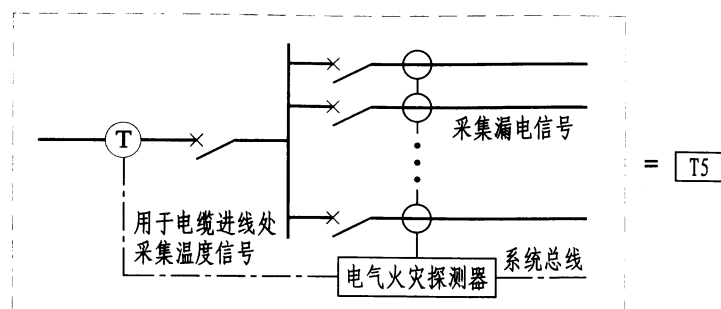 T
采集漏电信号
= T5
用于电缆进线处
采集温度信号
电气火灾探测器
系统总线